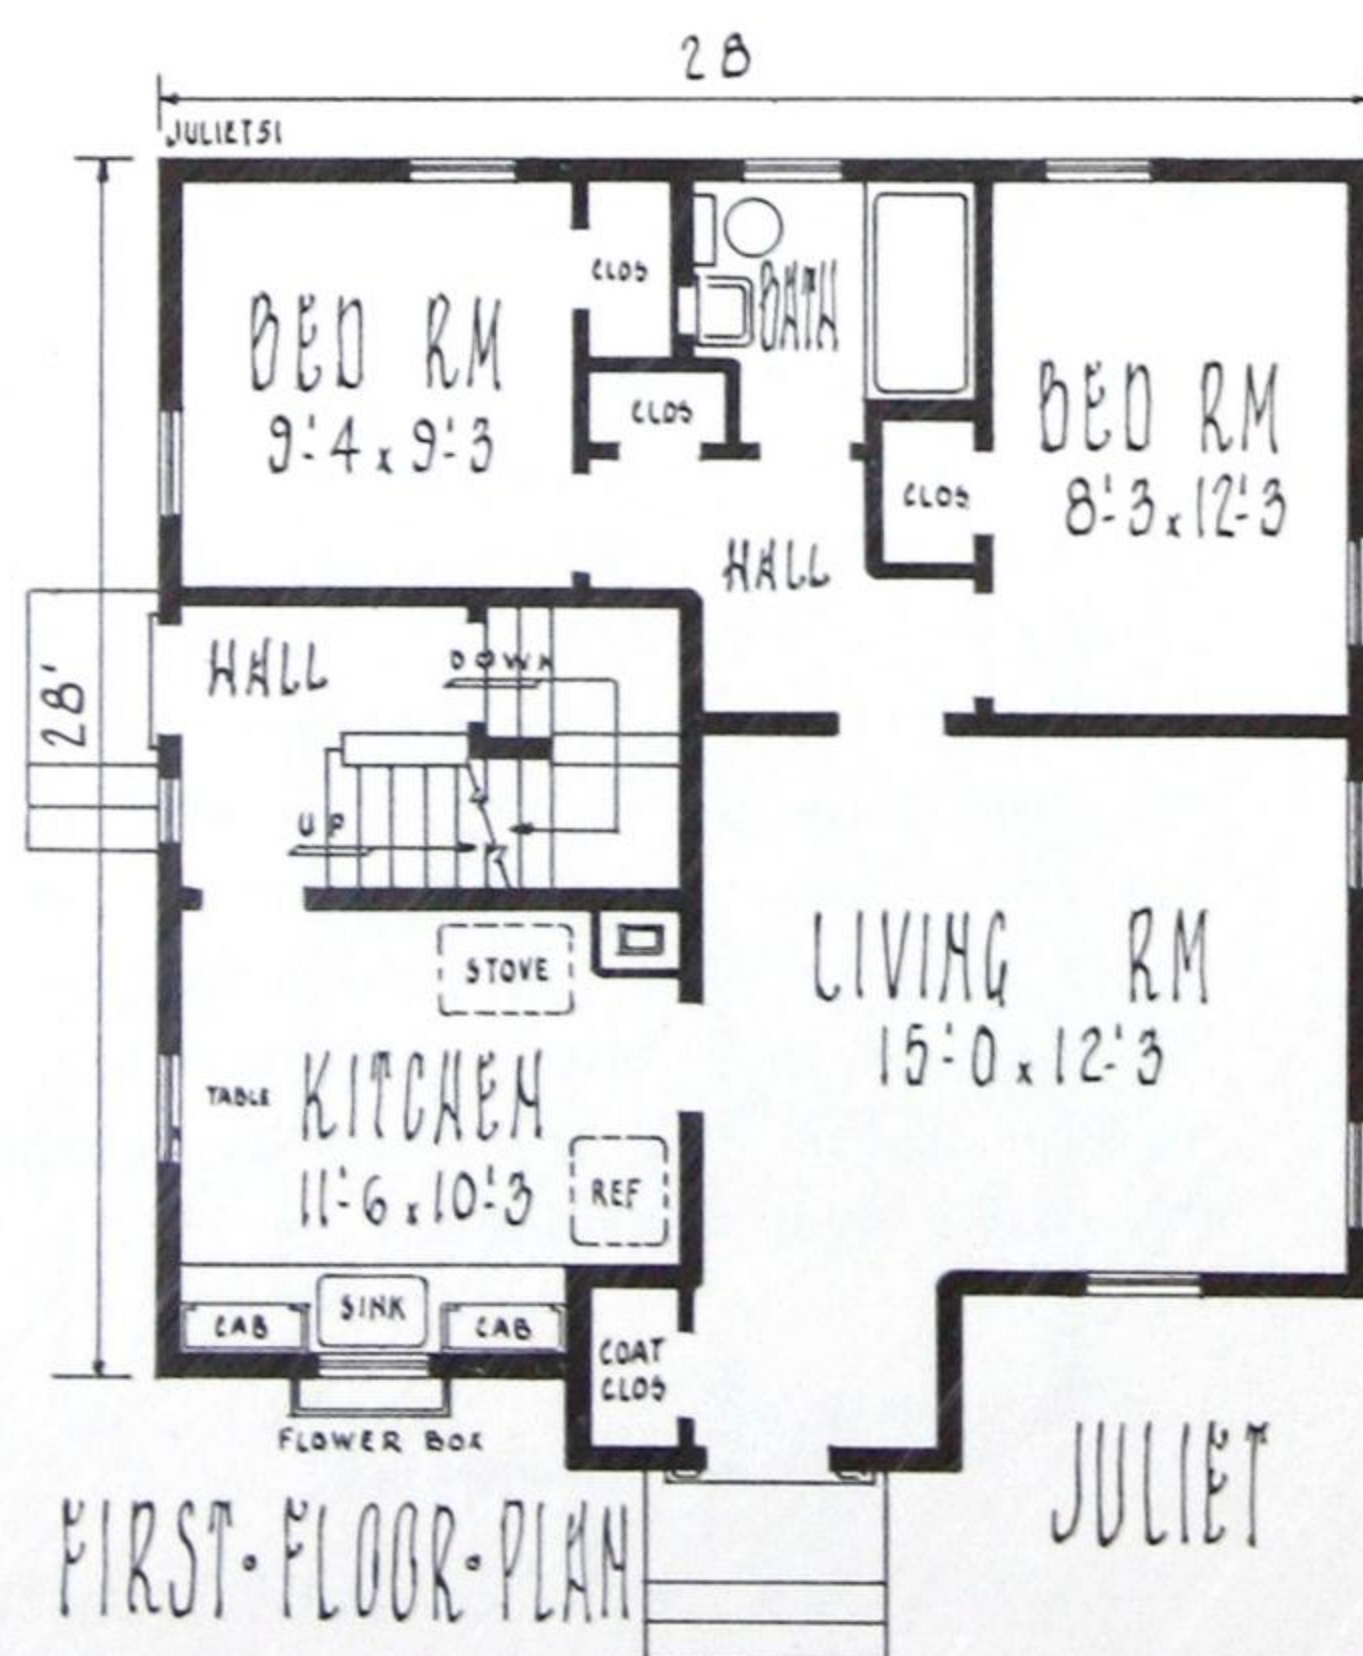 28
JULIET51
CLOS
BATH
BED RM
9'-4 x 9'-3
CLOS
BED RM
8'-3 x 12'-3
CLOS
HALL
HALL
DOWN
28'
UP
LIVING RM
15'-0 x 12'-3
STOVE
TABLE
KITCHEN
11'-6 x 10'-3
REF
CAB
SINK
CAB
COAT
CLOS
FLOWER BOX
JULIET
FIRST·FLOOR·PLAN